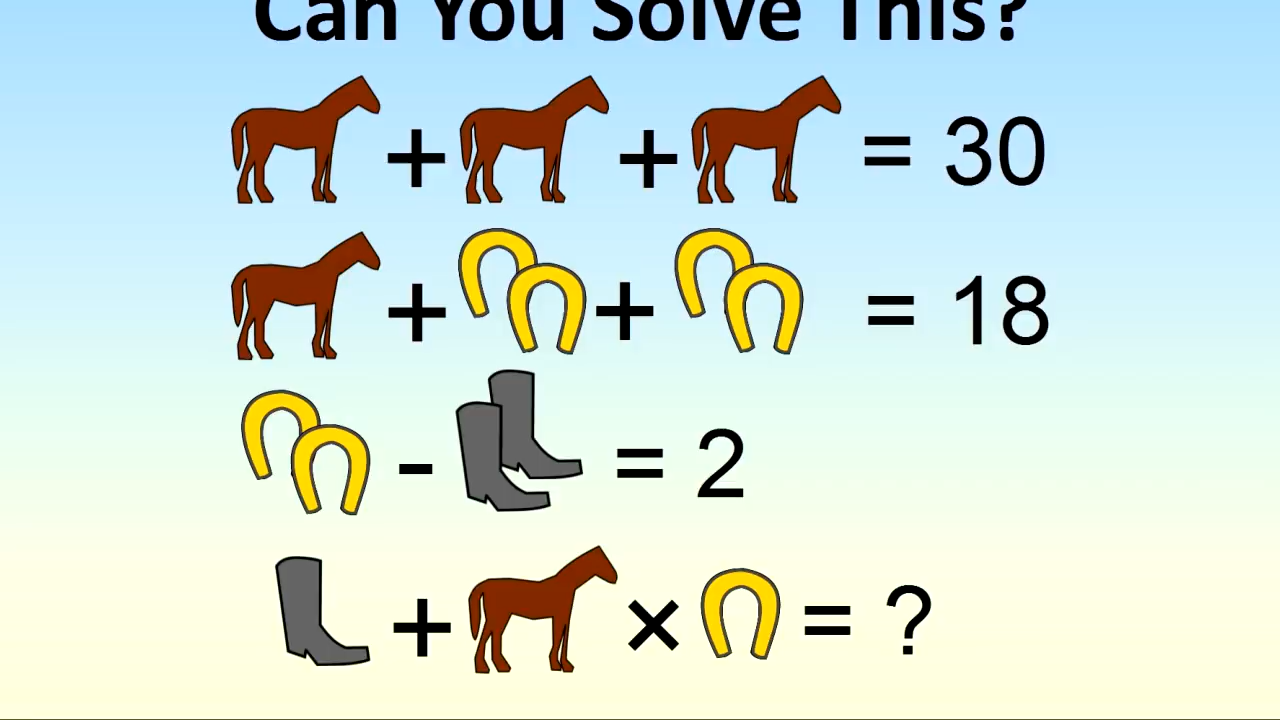 Can You Solve This?
+ + = 30
+ + = 18
- = 2
+ × = ?